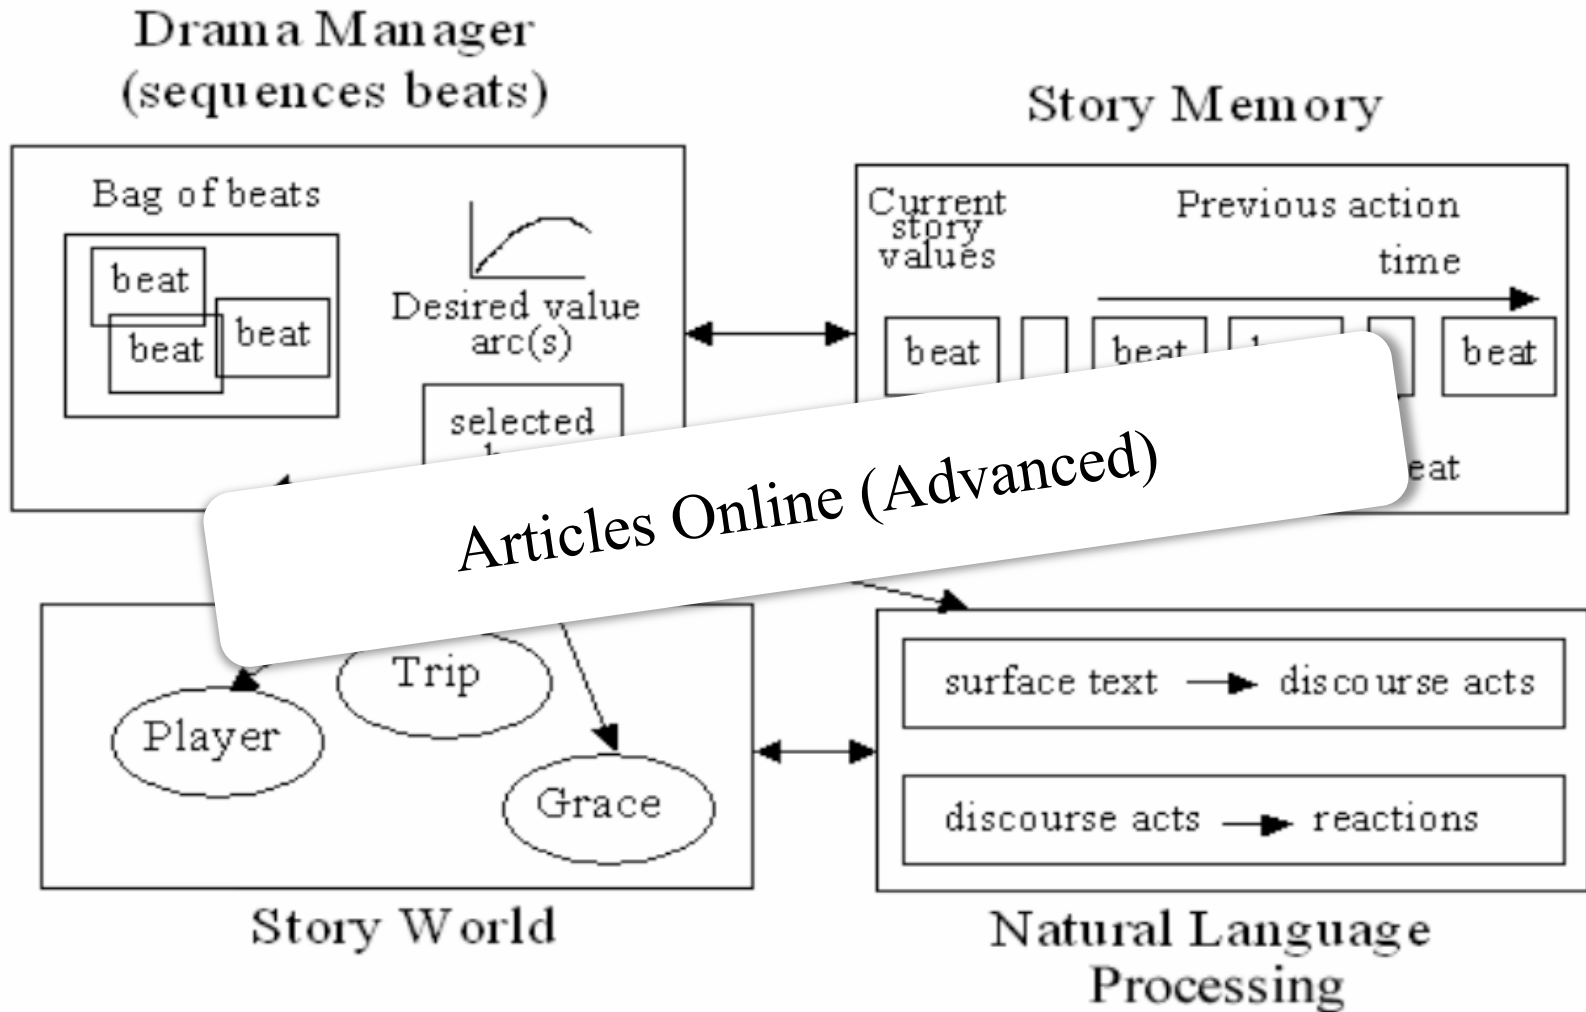 Drama Manager
(sequences beats)
Bag of beats
beat
beat
beat
Desired value
arc(s)
selected
Story Memory
Current
story
values
Previous action
time
beat
beat
beat
Articles Online (Advanced)
Trip
Player
Grace
Story World
surface text
discourse acts
discourse acts
reactions
Natural Language
Processing